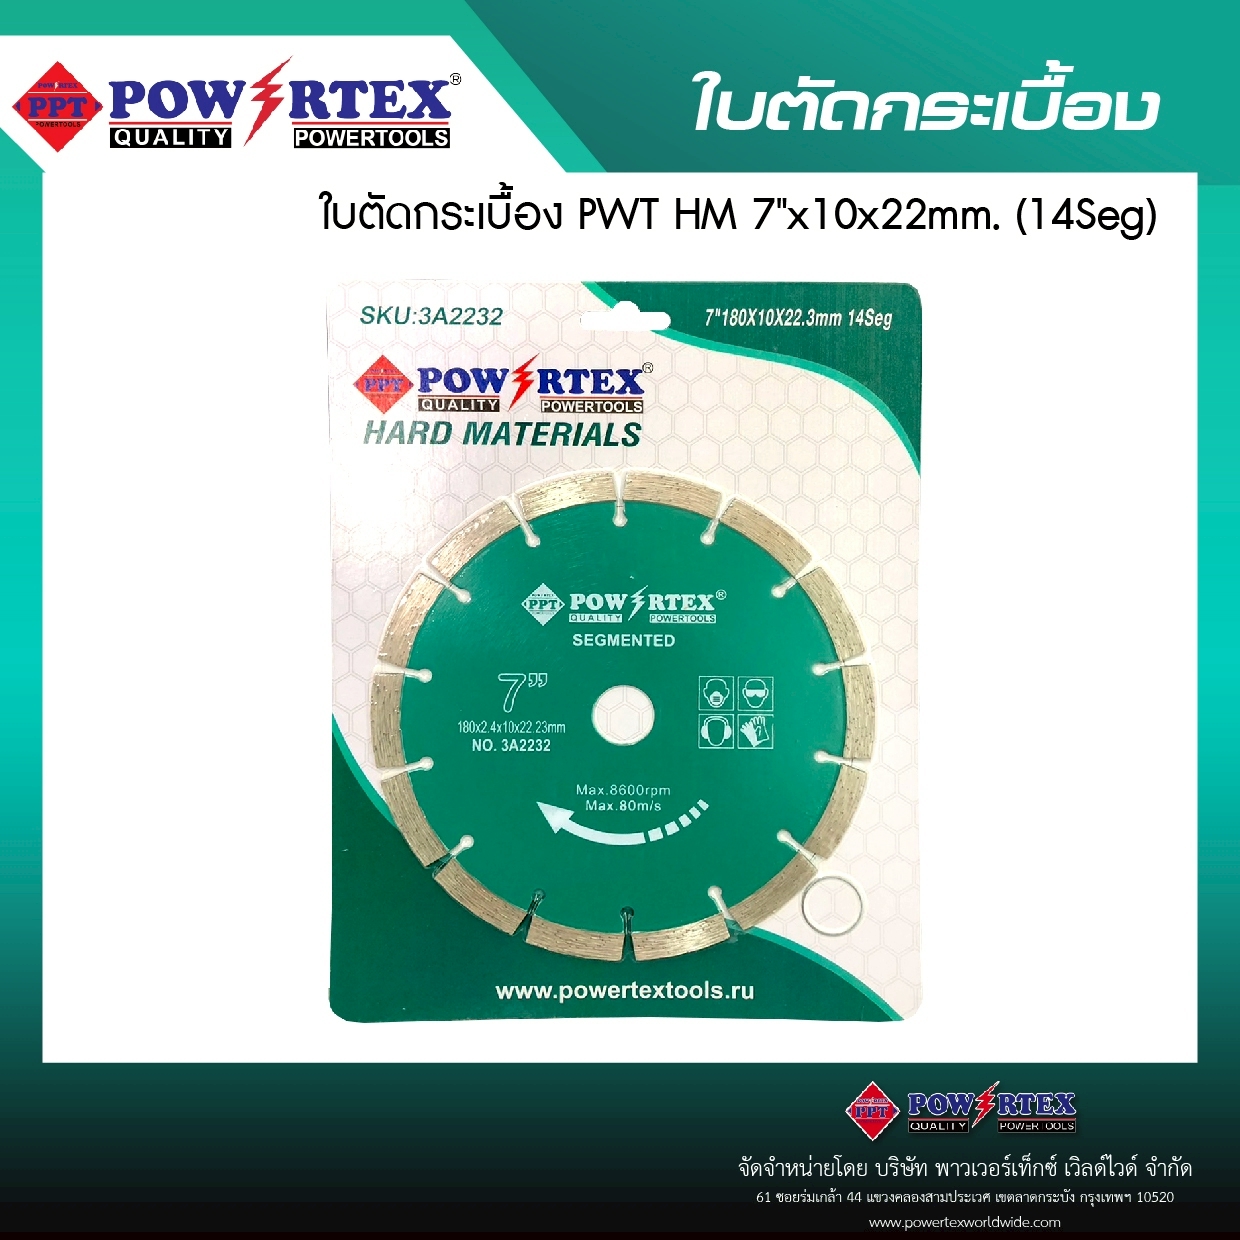 PPT POWERTEX®
POWERTEX
POWERTOOLS
QUALITY POWERTOOLS
ใบตัดกระเบื้อง
ใบตัดกระเบื้อง PWT HM 7"x10x22mm. (14Seg)
SKU:3A2232
7"180X10X22.3mm 14Seg
PPT POWERTEX®
QUALITY POWERTOOLS
HARD MATERIALS
PPT POWERTEX®
QUALITY POWERTOOLS
SEGMENTED
7”
180x2.4x10x22.23mm
NO. 3A2232
Max.8600rpm
Max.80m/s
www.powertextools.ru
PPT POWERTEX
QUALITY POWERTOOLS
จัดจำหน่ายโดย บริษัท พาวเวอร์เท็กซ์ เวิลด์ไวด์ จำกัด
61 ซอยร่มเกล้า 44 แขวงคลองสามประเวศ เขตลาดกระบัง กรุงเทพฯ 10520
www.powertexworldwide.com